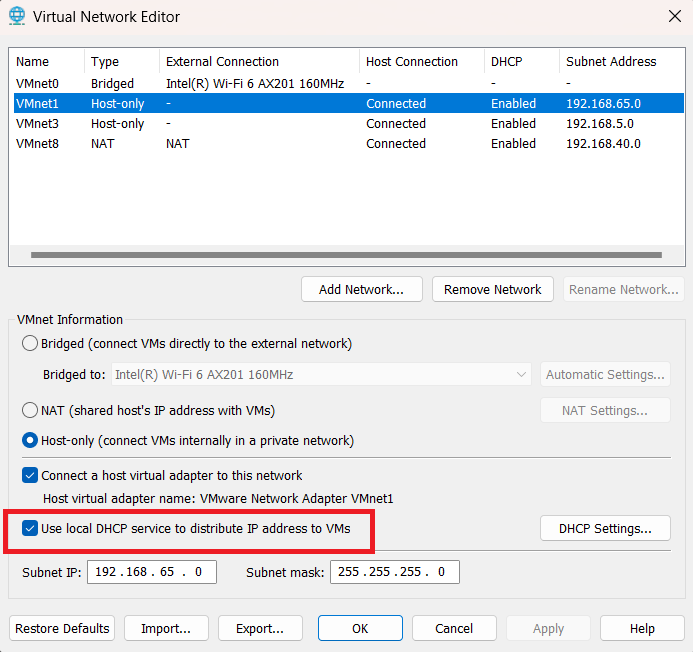 Virtual Network Editor
Name Type External Connection Host Connection DHCP Subnet Address
VMnet0 Bridged Intel(R) Wi-Fi 6 AX201 160MHz - - -
VMnet1 Host-only - Connected Enabled 192.168.65.0
VMnet3 Host-only - Connected Enabled 192.168.5.0
VMnet8 NAT NAT Connected Enabled 192.168.40.0
Add Network... Remove Network Rename Network...
VMnet Information
Bridged (connect VMs directly to the external network)
Bridged to: Intel(R) Wi-Fi 6 AX201 160MHz Automatic Settings...
NAT (shared host's IP address with VMs) NAT Settings...
Host-only (connect VMs internally in a private network)
Connect a host virtual adapter to this network
Host virtual adapter name: VMware Network Adapter VMnet1
Use local DHCP service to distribute IP address to VMs DHCP Settings...
Subnet IP: 192 . 168 . 65 . 0 Subnet mask: 255 . 255 . 255 . 0
Restore Defaults Import... Export... OK Cancel Apply Help